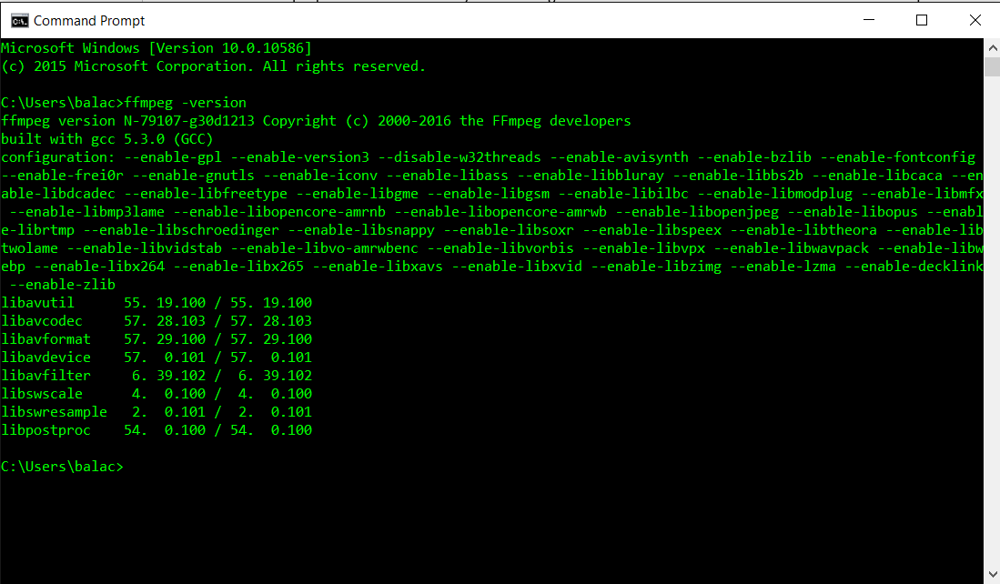 Command Prompt
Microsoft Windows [Version 10.0.10586]
(c) 2015 Microsoft Corporation. All rights reserved.
C:\Users\balac>ffmpeg -version
ffmpeg version N-79107-g30d1213 Copyright (c) 2000-2016 the FFmpeg developers
built with gcc 5.3.0 (GCC)
configuration: --enable-gpl --enable-version3 --disable-w32threads --enable-avisynth --enable-bzlib --enable-fontconfig
--enable-frei0r --enable-gnutls --enable-iconv --enable-libass --enable-libbluray --enable-libbs2b --enable-libcaca --en
able-libdcadec --enable-libfreetype --enable-libgme --enable-libgsm --enable-libilbc --enable-libmodplug --enable-libmfx
 --enable-libmp3lame --enable-libopencore-amrnb --enable-libopencore-amrwb --enable-libopenjpeg --enable-libopus --enabl
e-librtmp --enable-libschroedinger --enable-libsnappy --enable-libsoxr --enable-libspeex --enable-libtheora --enable-lib
twolame --enable-libvidstab --enable-libvo-amrwbenc --enable-libvorbis --enable-libvpx --enable-libwavpack --enable-libw
ebp --enable-libx264 --enable-libx265 --enable-libxavs --enable-libxvid --enable-libzimg --enable-lzma --enable-decklink
 --enable-zlib
libavutil      55. 19.100 / 55. 19.100
libavcodec     57. 28.103 / 57. 28.103
libavformat    57. 29.100 / 57. 29.100
libavdevice    57.  0.101 / 57.  0.101
libavfilter     6. 39.102 /  6. 39.102
libswscale      4.  0.100 /  4.  0.100
libswresample   2.  0.101 /  2.  0.101
libpostproc    54.  0.100 / 54.  0.100
C:\Users\balac>